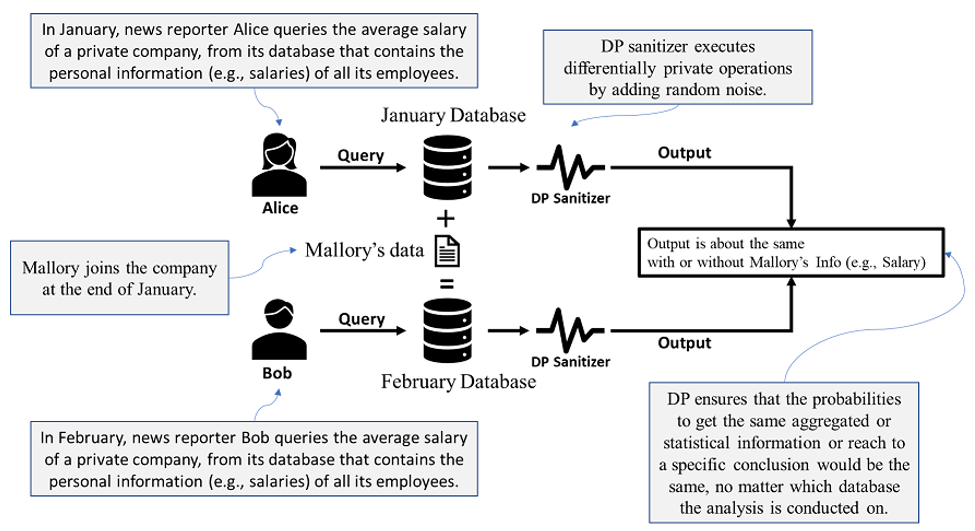 In January, news reporter Alice queries the average salary
of a private company, from its database that contains the
personal information (e.g., salaries) of all its employees.
DP sanitizer executes
differentially private operations
by adding random noise.
January Database
Query
Output
Alice
DP Sanitizer
+
Mallory joins the company
at the end of January.
Mallory's data
Output is about the same
with or without Mallory's Info (e.g., Salary)
=
Query
Output
Bob
DP Sanitizer
February Database
In February, news reporter Bob queries the average salary
of a private company, from its database that contains the
personal information (e.g., salaries) of all its employees.
DP ensures that the probabilities
to get the same aggregated or
statistical information or reach to
a specific conclusion would be the
same, no matter which database
the analysis is conducted on.